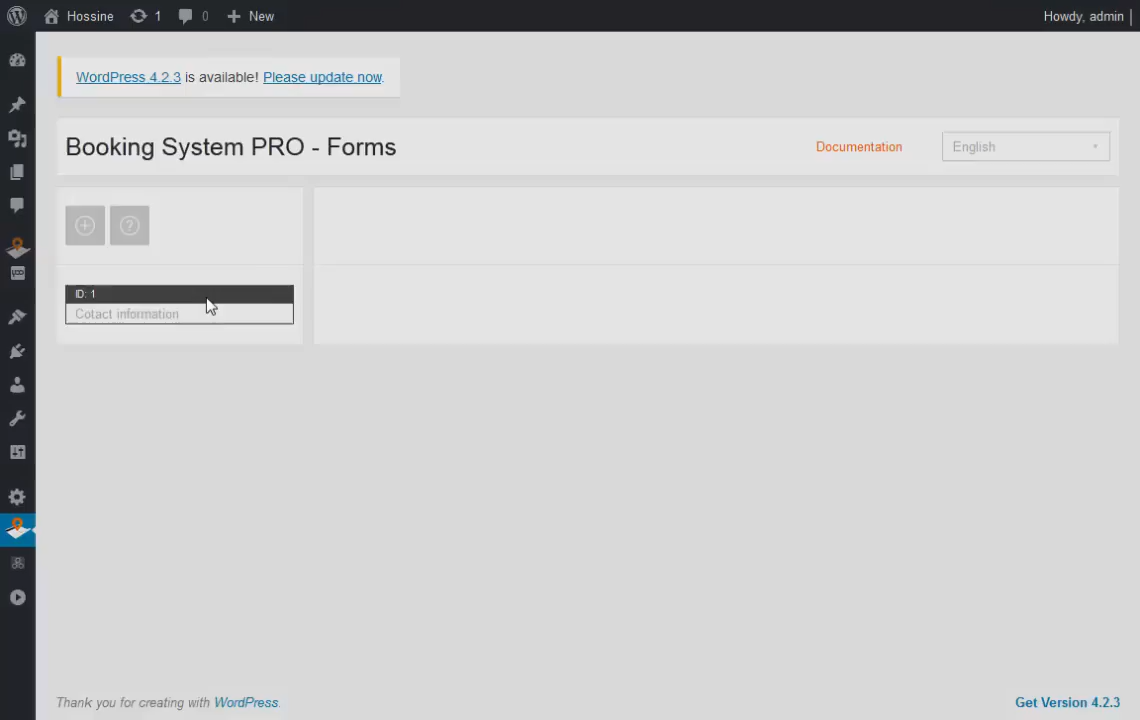 Hossine 1 0 New Howdy, admin
WordPress 4.2.3 is available! Please update now.
Booking System PRO - Forms
Documentation English
ID: 1
Cotact information
Thank you for creating with WordPress. Get Version 4.2.3